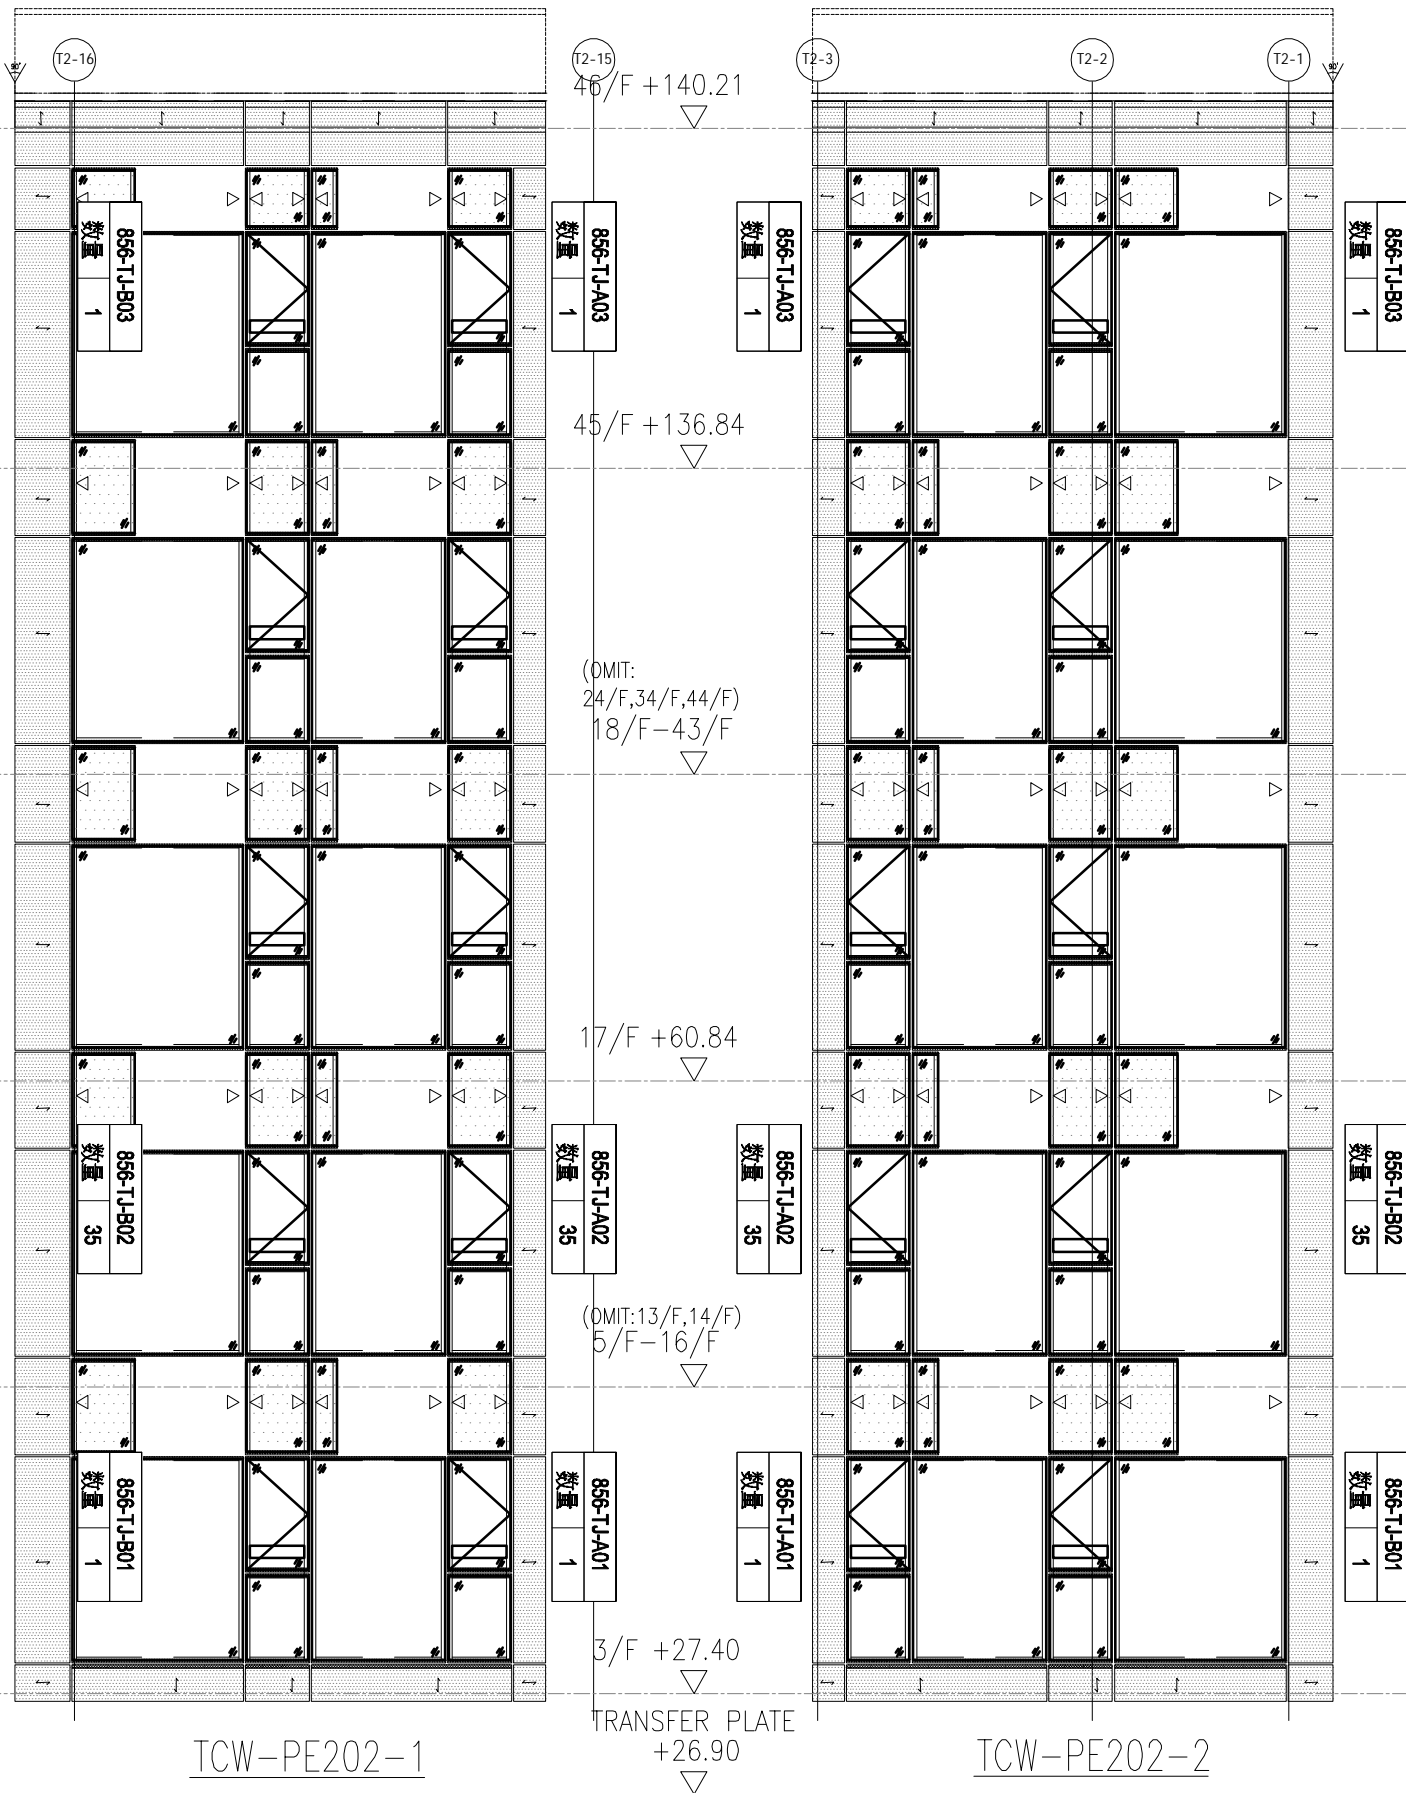 T2-16
T2-15
T2-3
T2-2
T2-1
90°
90°
46/F +140.21
856-TJ-B03
数量 1
856-TJ-A03
数量 1
856-TJ-A03
数量 1
856-TJ-B03
数量 1
45/F +136.84
(OMIT:
24/F,34/F,44/F)
18/F-43/F
17/F +60.84
856-TJ-B02
数量 35
856-TJ-A02
数量 35
856-TJ-A02
数量 35
856-TJ-B02
数量 35
(OMIT:13/F,14/F)
5/F-16/F
856-TJ-B01
数量 1
856-TJ-A01
数量 1
856-TJ-A01
数量 1
856-TJ-B01
数量 1
3/F +27.40
TRANSFER PLATE
+26.90
TCW-PE202-1
TCW-PE202-2